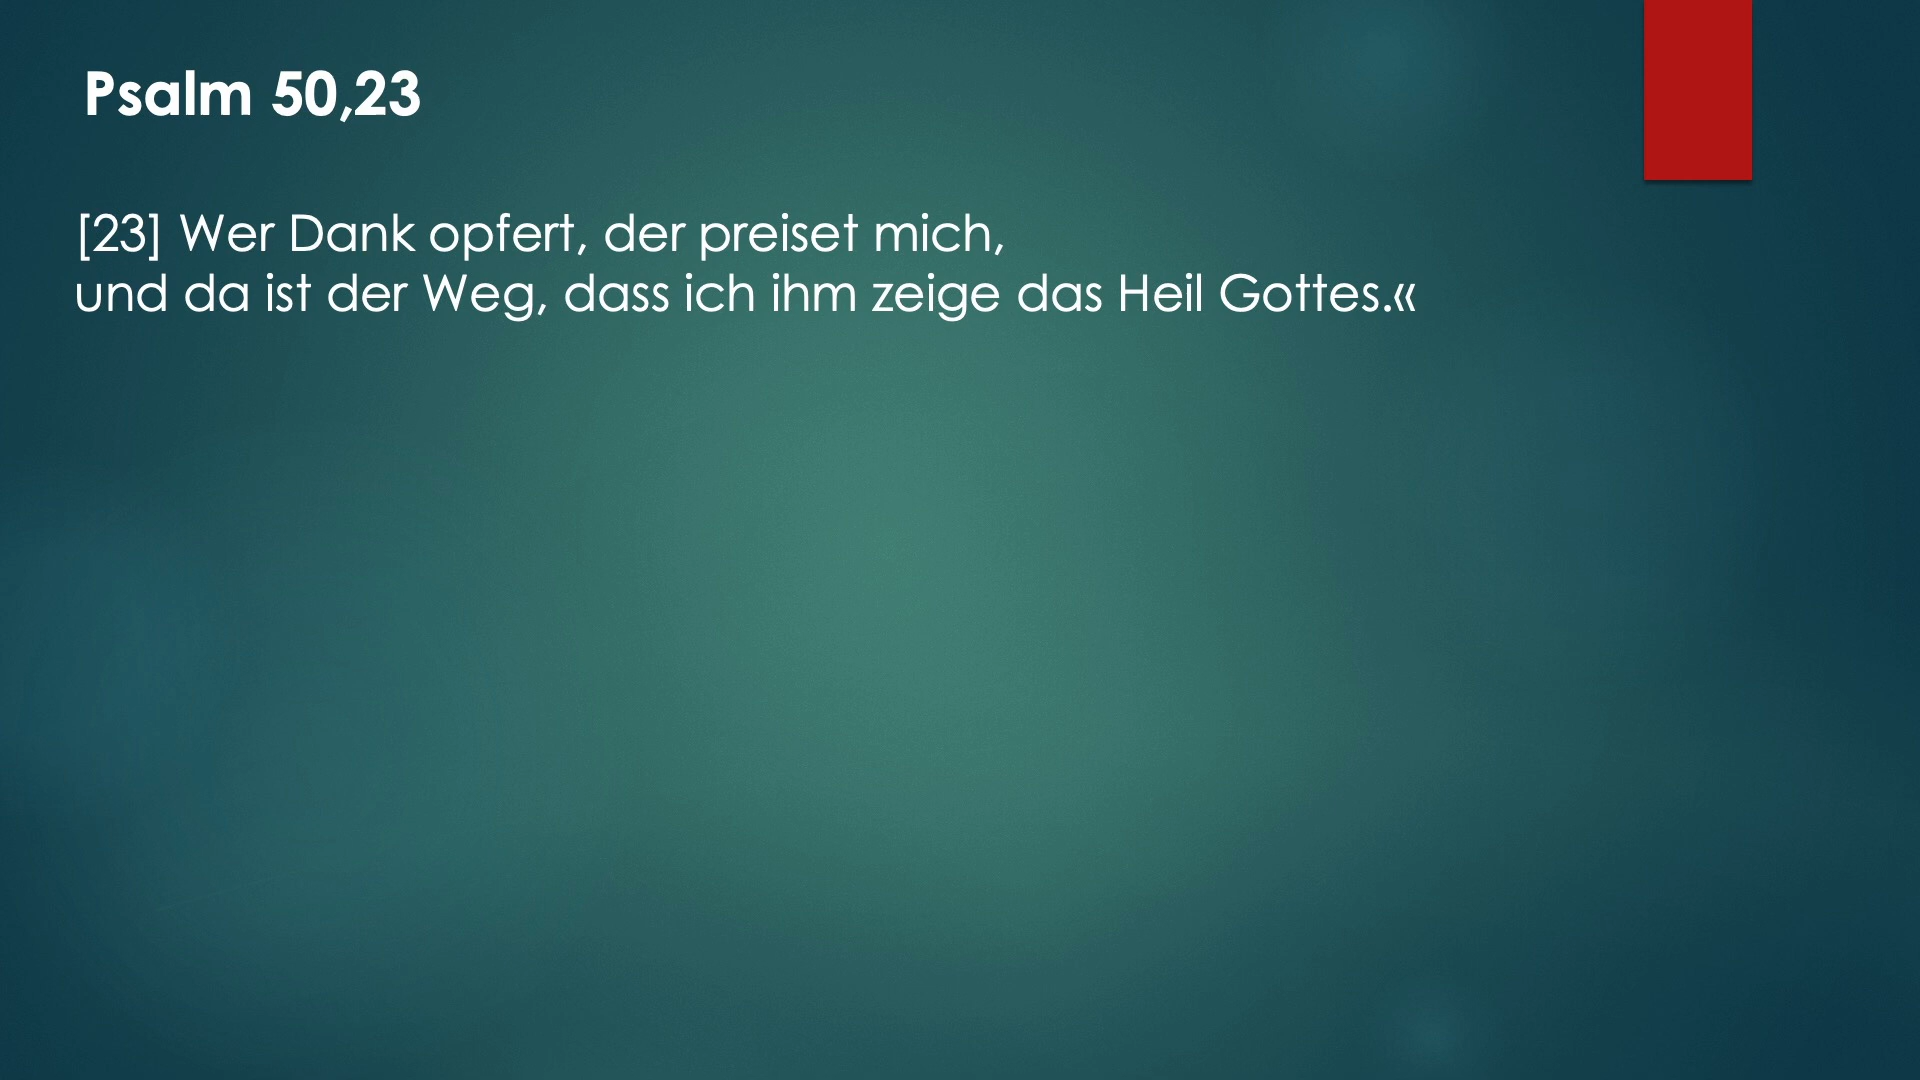 Psalm 50,23
[23] Wer Dank opfert, der preiset mich,
und da ist der Weg, dass ich ihm zeige das Heil Gottes.«